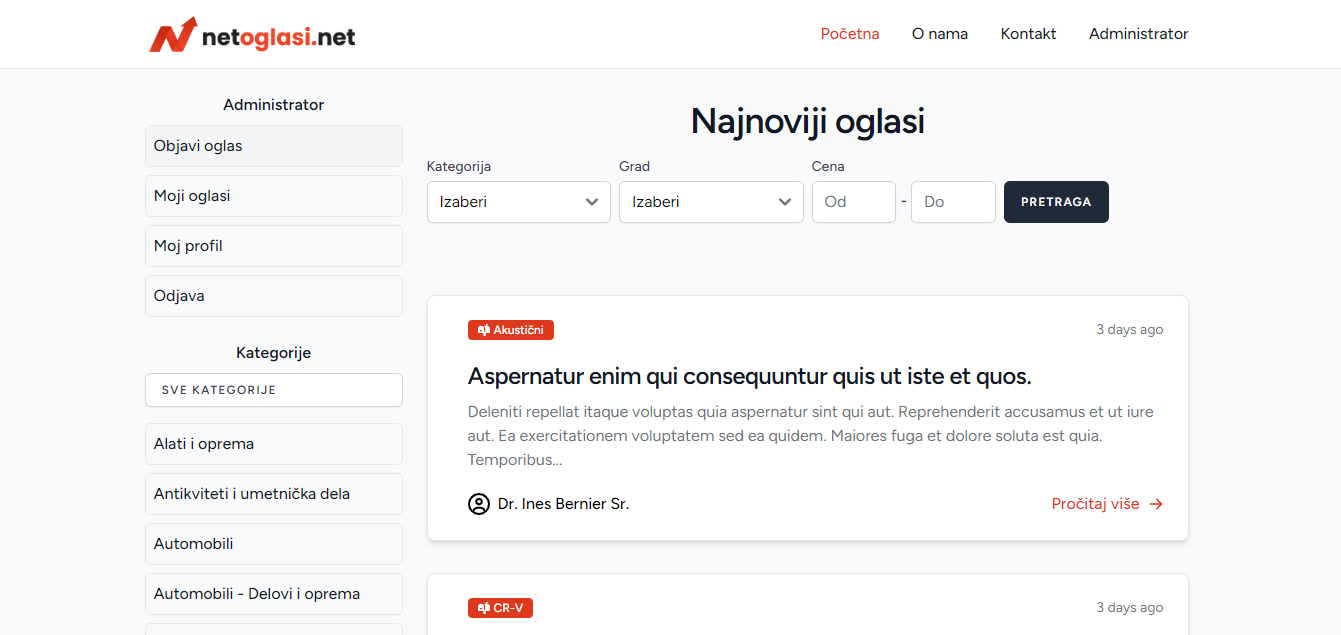 netoglasi.net
Početna O nama Kontakt Administrator
Administrator
Objavi oglas
Moji oglasi
Moj profil
Odjava
Kategorije
SVE KATEGORIJE
Alati i oprema
Antikviteti i umetnička dela
Automobili
Automobili - Delovi i oprema
Najnoviji oglasi
Kategorija Grad Cena
Izaberi Izaberi Od - Do PRETRAGA
Akustični 3 days ago
Aspernatur enim qui consequuntur quis ut iste et quos.
Deleniti repellat itaque voluptas quia aspernatur sint qui aut. Reprehenderit accusamus et ut iure
aut. Ea exercitationem voluptatem sed ea quidem. Maiores fuga et dolore soluta est quia.
Temporibus...
Dr. Ines Bernier Sr. Pročitaj više →
CR-V 3 days ago